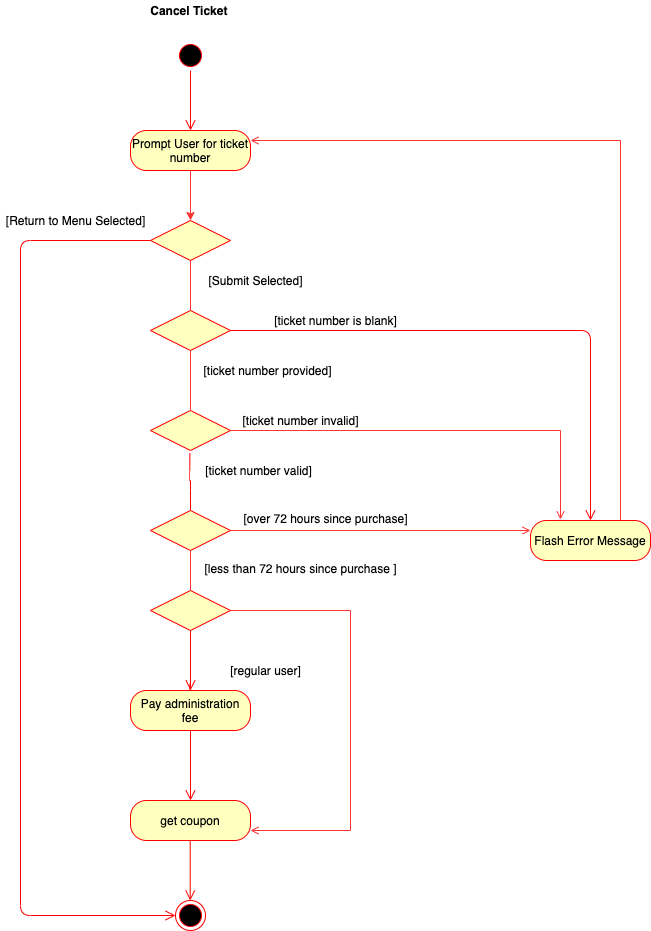 Cancel Ticket
Prompt User for ticket
number
[Return to Menu Selected]
[Submit Selected]
[ticket number is blank]
[ticket number provided]
[ticket number invalid]
[ticket number valid]
[over 72 hours since purchase]
Flash Error Message
[less than 72 hours since purchase ]
[regular user]
Pay administration
fee
get coupon